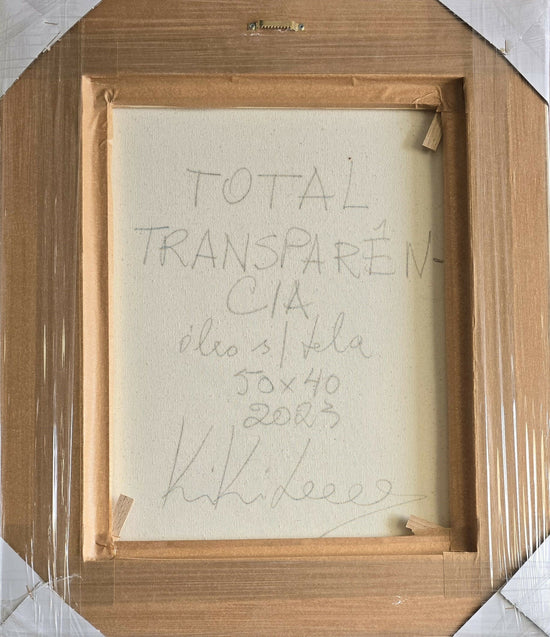 TOTAL
TRANSPARÊN-
CIA
óleo s/ tela
50x40
2023